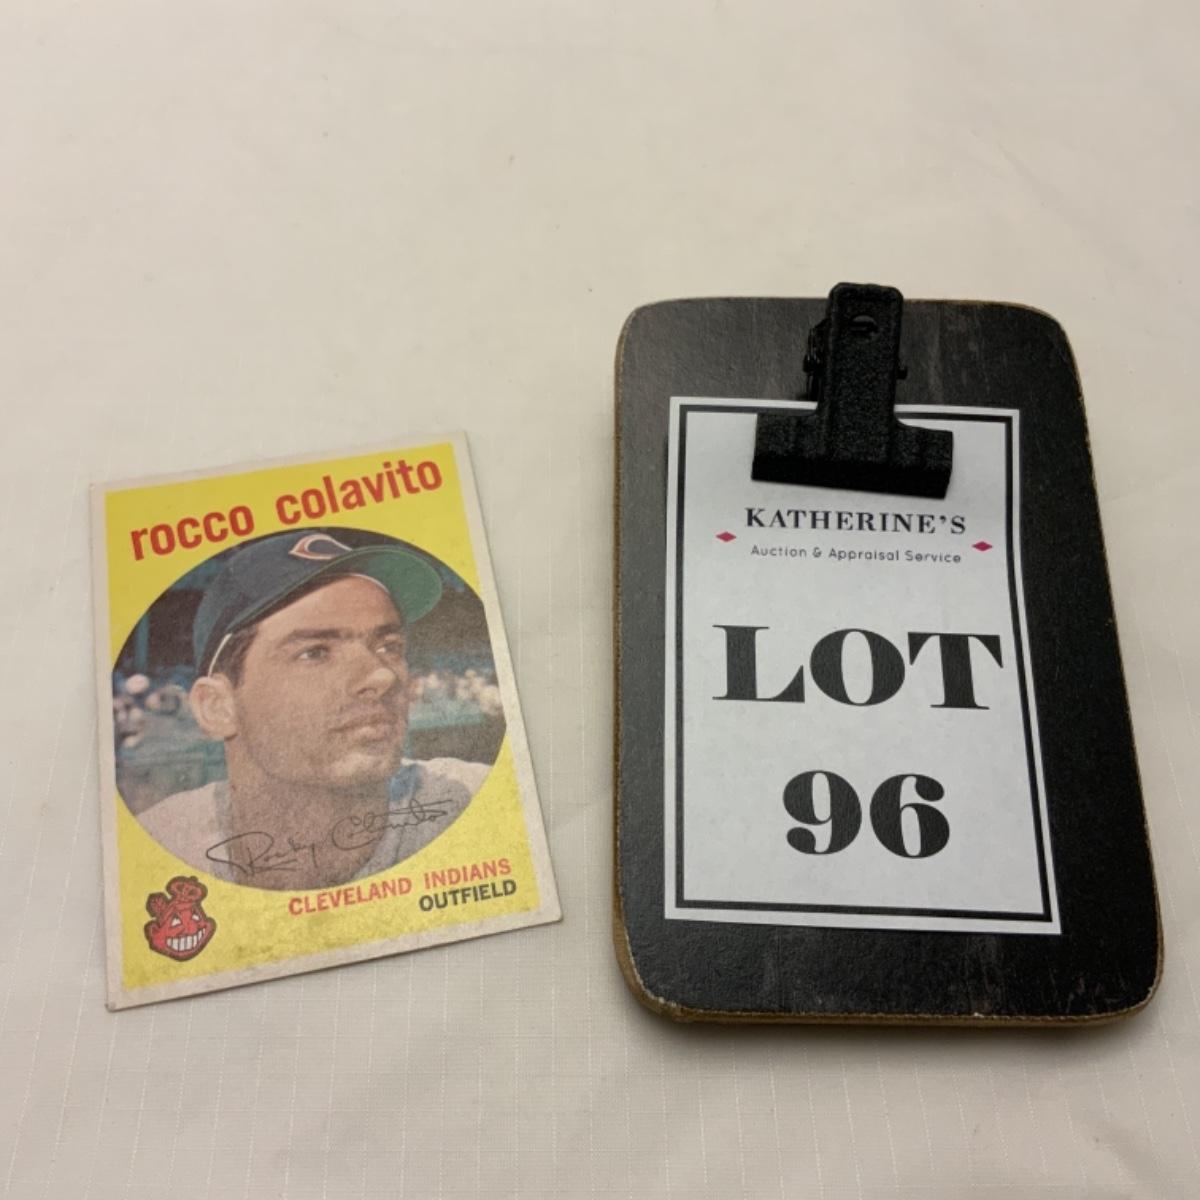 rocco colavito
Rocky Colavito
CLEVELAND INDIANS
OUTFIELD
KATHERINE'S
Auction & Appraisal Service
LOT
96